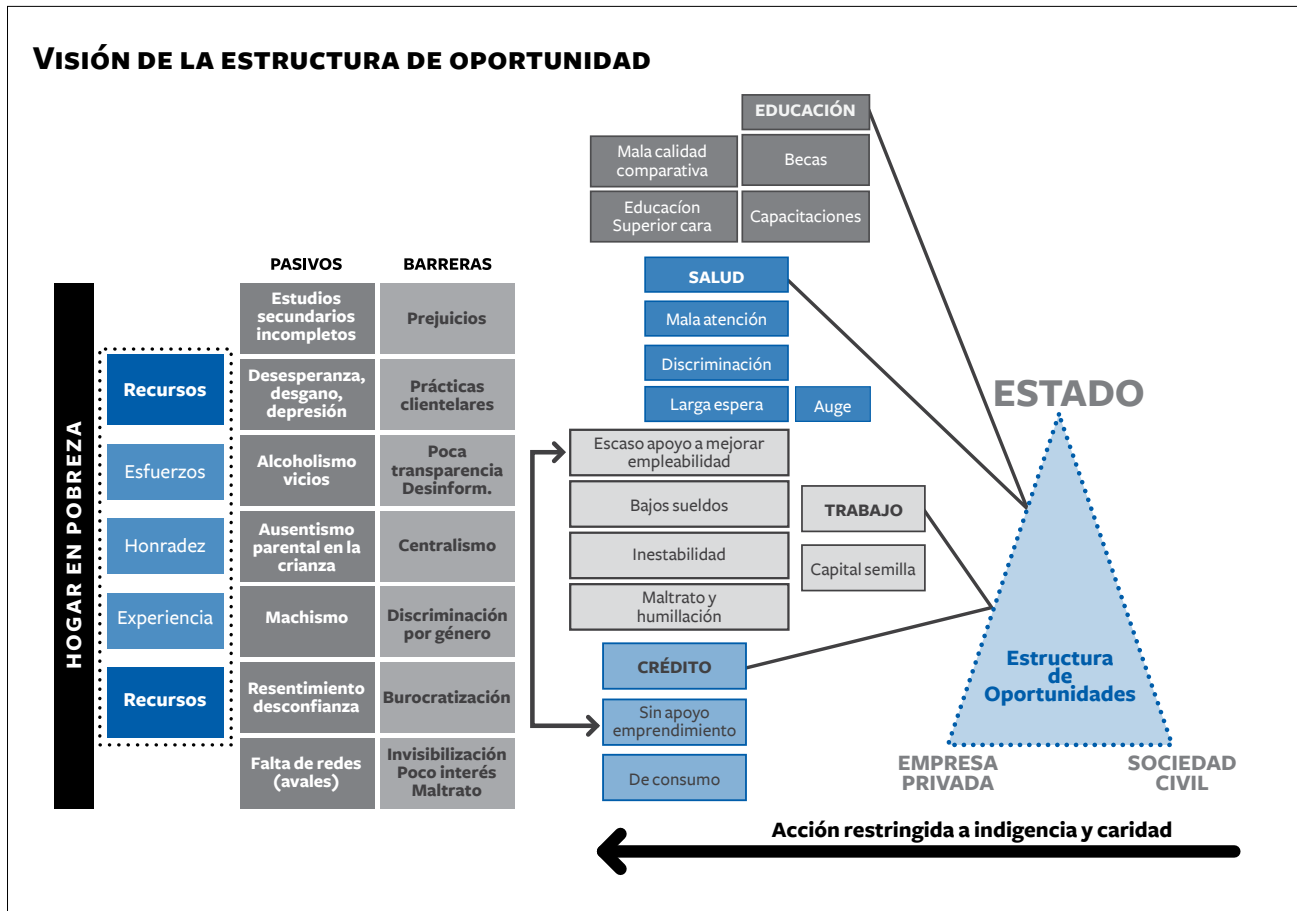 VISIÓN DE LA ESTRUCTURA DE OPORTUNIDAD
EDUCACIÓN
Mala calidad
comparativa
Becas
Educacíon
Superior cara
Capacitaciones
SALUD
Mala atención
Discriminación
Larga espera
Auge
Escaso apoyo a mejorar
empleabilidad
Bajos sueldos
Inestabilidad
Maltrato y
humillación
TRABAJO
Capital semilla
CRÉDITO
Sin apoyo
emprendimiento
De consumo
HOGAR EN POBREZA
Recursos
Esfuerzos
Honradez
Experiencia
Recursos
PASIVOS
Estudios
secundarios
incompletos
Desesperanza,
desgano,
depresión
Alcoholismo
vicios
Ausentismo
parental en la
crianza
Machismo
Resentimiento
desconfianza
Falta de redes
(avales)
BARRERAS
Prejuicios
Prácticas
clientelares
Poca
transparencia
Desinform.
Centralismo
Discriminación
por género
Burocratización
Invisibilización
Poco interés
Maltrato
ESTADO
Estructura
de
Oportunidades
EMPRESA
PRIVADA
SOCIEDAD
CIVIL
Acción restringida a indigencia y caridad